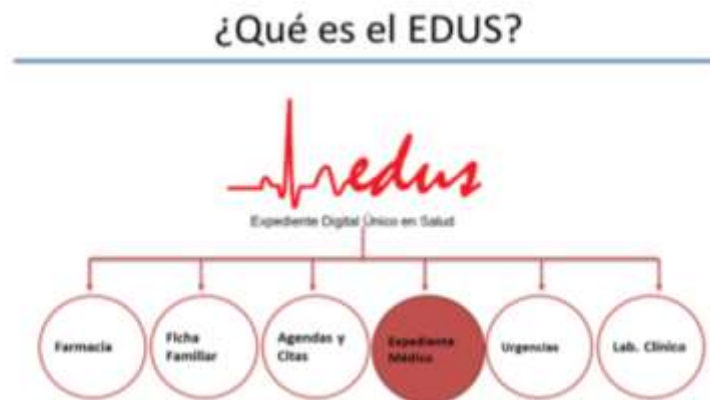 ¿Qué es el EDUS?
edus
Expediente Digital Único en Salud
Farmacia
Ficha
Familiar
Agendas y
Citas
Expediente
Médico
Urgencias
Lab. Clínico